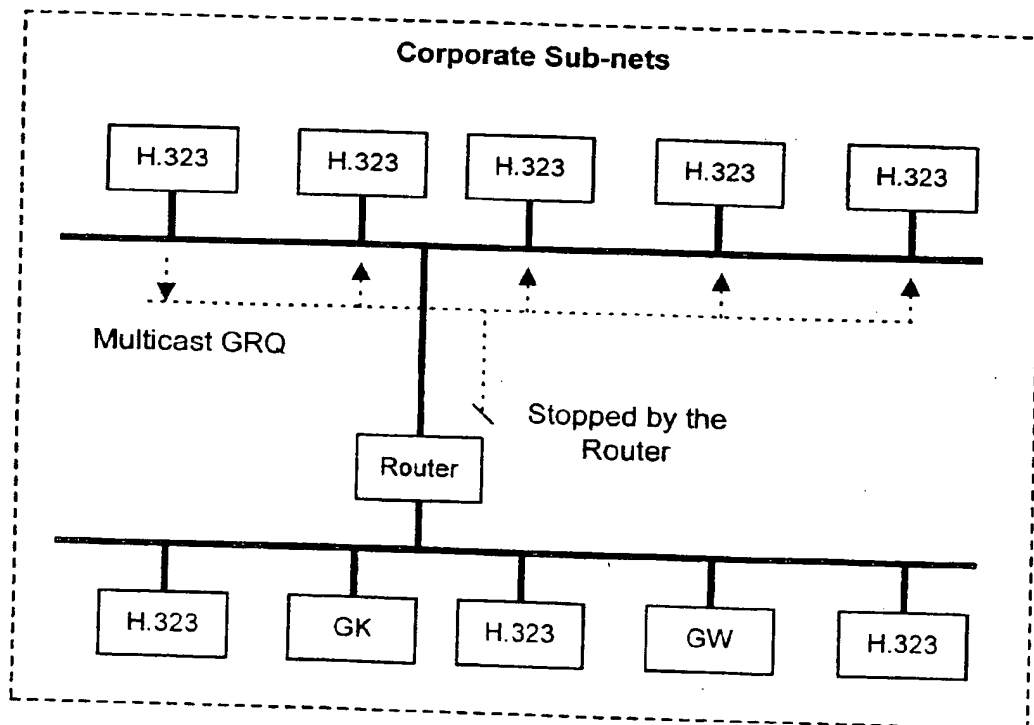 Corporate Sub-nets
H.323
H.323
H.323
H.323
H.323
Multicast GRQ
Stopped by the
Router
Router
H.323
GK
H.323
GW
H.323